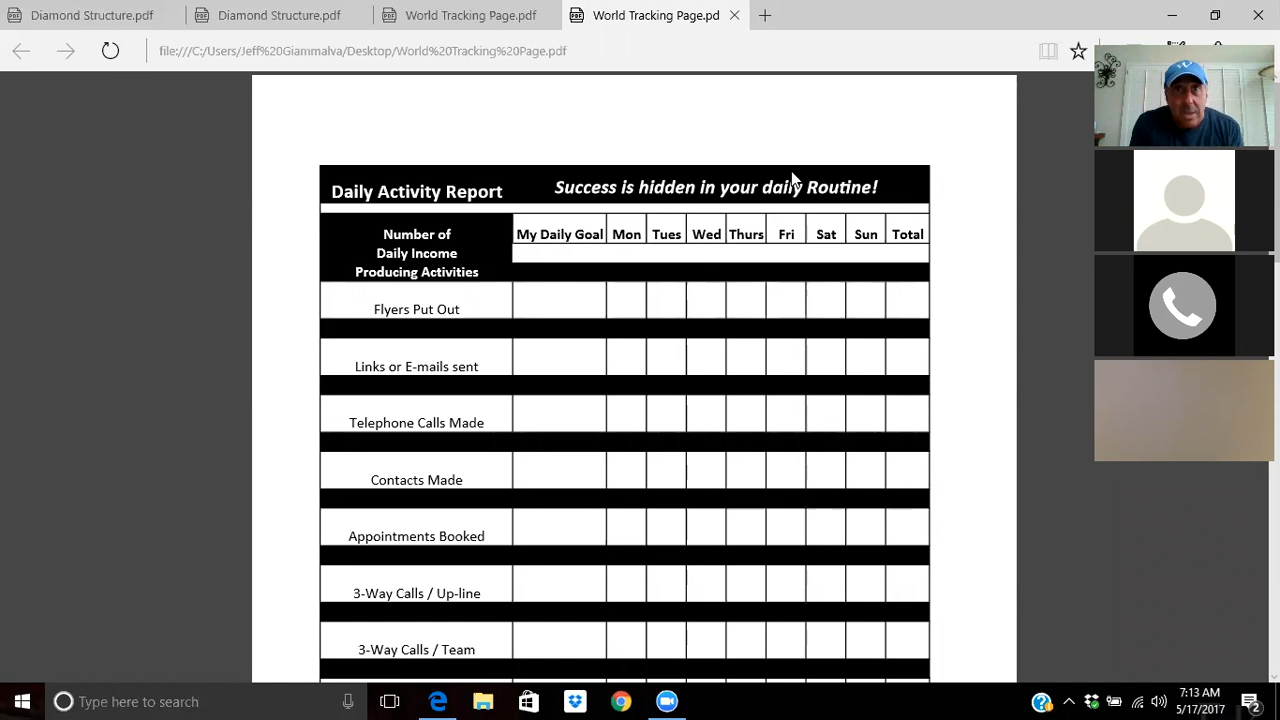 Diamond Structure.pdf
Diamond Structure.pdf
World Tracking Page.pdf
World Tracking Page.pd
file:///C:/Users/Jeff%20Giammalva/Desktop/World%20Tracking%20Page.pdf
Daily Activity Report
Success is hidden in your daily Routine!
Number of
Daily Income
Producing Activities
My Daily Goal Mon Tues Wed Thurs Fri Sat Sun Total
Flyers Put Out
Links or E-mails sent
Telephone Calls Made
Contacts Made
Appointments Booked
3-Way Calls / Up-line
3-Way Calls / Team
Type here to search
7:13 AM
5/17/2017
2